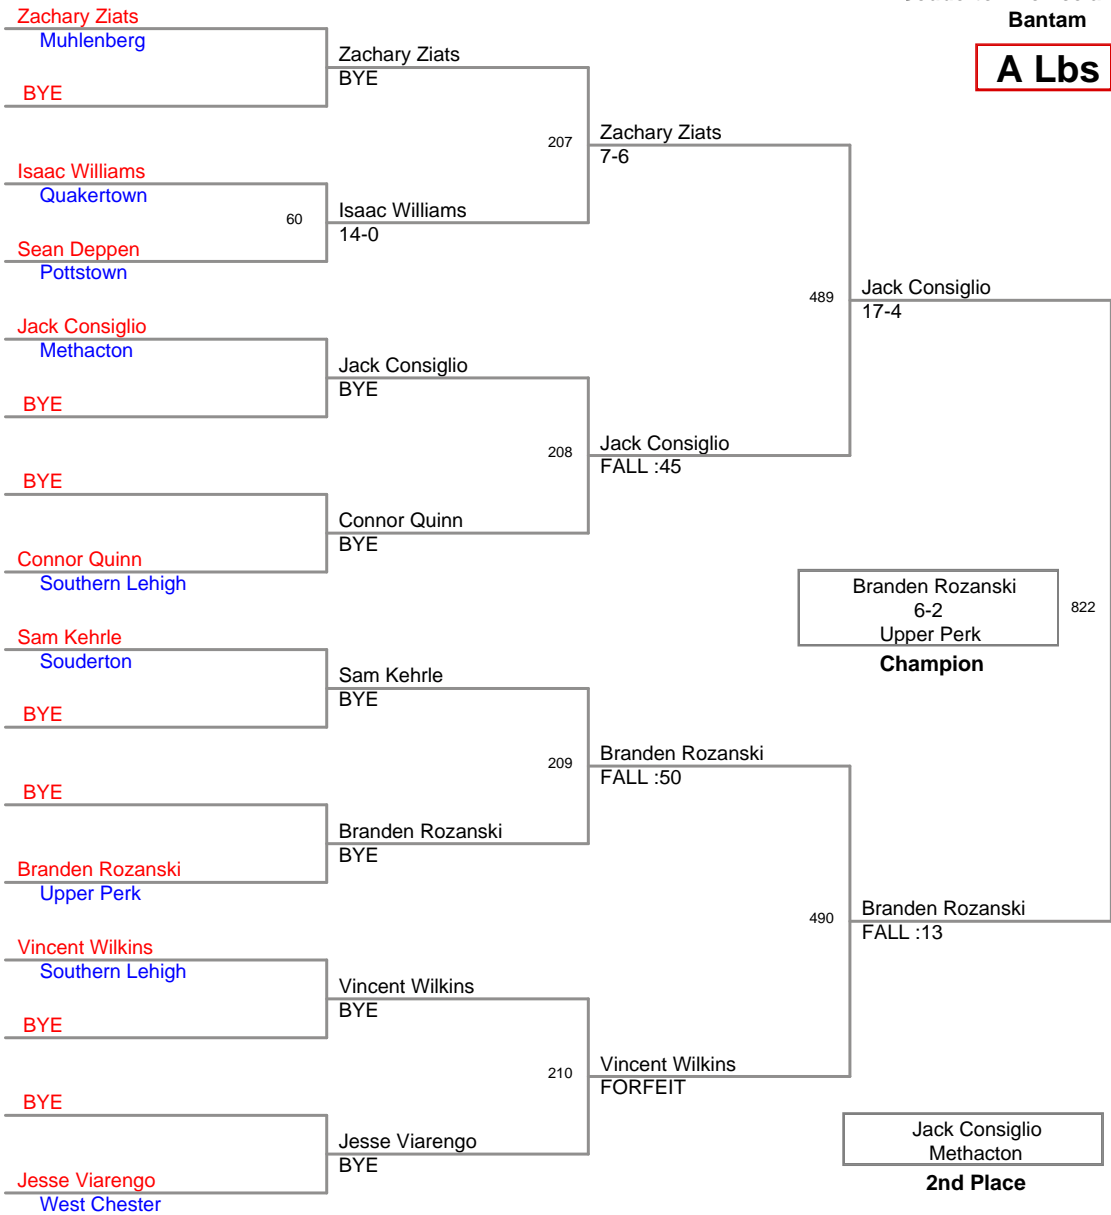 Bantam
A Lbs
Zachary Ziats
Muhlenberg
BYE
Zachary Ziats
BYE
Isaac Williams
Quakertown
Sean Deppen
Pottstown
60
Isaac Williams
14-0
207
Zachary Ziats
7-6
Jack Consiglio
Methacton
BYE
Jack Consiglio
BYE
BYE
Connor Quinn
Southern Lehigh
Connor Quinn
BYE
208
Jack Consiglio
FALL :45
489
Jack Consiglio
17-4
Sam Kehrle
Souderton
BYE
Sam Kehrle
BYE
BYE
Branden Rozanski
Upper Perk
Branden Rozanski
BYE
209
Branden Rozanski
FALL :50
Vincent Wilkins
Southern Lehigh
BYE
Vincent Wilkins
BYE
BYE
Jesse Viarengo
West Chester
Jesse Viarengo
BYE
210
Vincent Wilkins
FORFEIT
490
Branden Rozanski
FALL :13
Branden Rozanski
6-2
Upper Perk
Champion
822
Jack Consiglio
Methacton
2nd Place